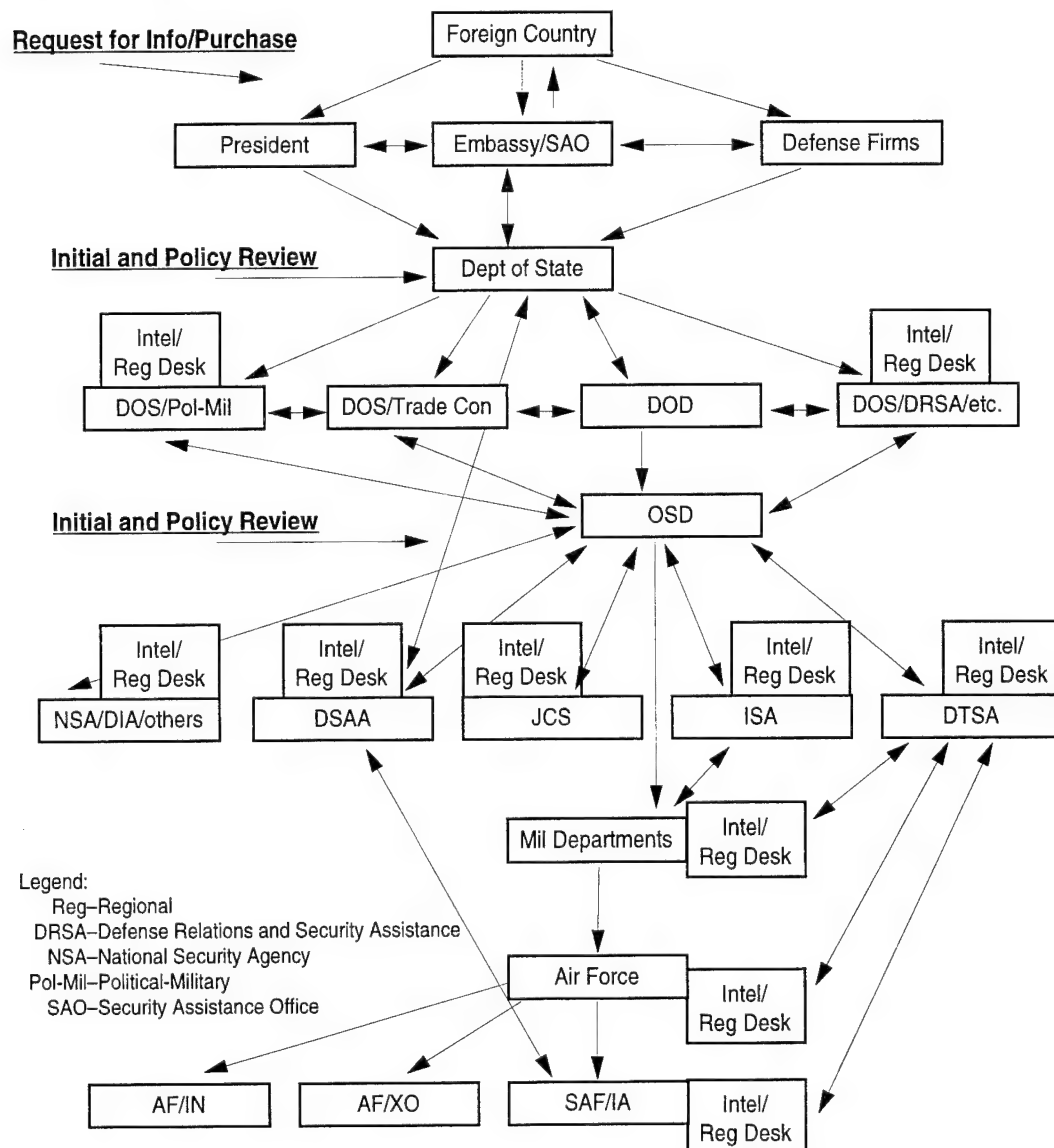 Request for Info/Purchase
Foreign Country
President
Embassy/SAO
Defense Firms
Initial and Policy Review
Dept of State
Intel/
Reg Desk
DOS/Pol-Mil
DOS/Trade Con
DOD
Intel/
Reg Desk
DOS/DRSA/etc.
Initial and Policy Review
OSD
Intel/
Reg Desk
NSA/DIA/others
Intel/
Reg Desk
DSAA
Intel/
Reg Desk
JCS
Intel/
Reg Desk
ISA
Intel/
Reg Desk
DTSA
Mil Departments
Intel/
Reg Desk
Legend:
Reg–Regional
DRSA–Defense Relations and Security Assistance
NSA–National Security Agency
Pol-Mil–Political-Military
SAO–Security Assistance Office
Air Force
Intel/
Reg Desk
AF/IN
AF/XO
SAF/IA
Intel/
Reg Desk